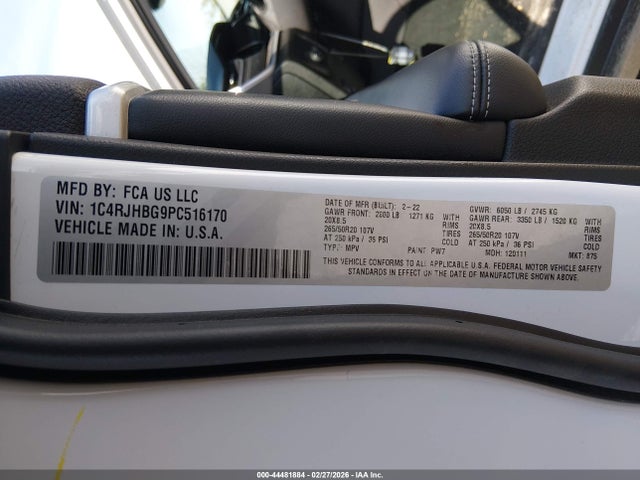 MFD BY: FCA US LLC
VIN: 1C4RJHBG9PC516170
VEHICLE MADE IN: U.S.A.
DATE OF MFR (BUILT): 2-22
GVWR: 6050 LB / 2745 KG
GAWR FRONT: 2800 LB 1271 KG
GAWR REAR: 3350 LB / 1520 KG
20X8.5 RIMS
20X8.5 RIMS
265/50R20 107V TIRES
265/50R20 107V TIRES
AT 250 kPa / 36 PSI COLD
AT 250 kPa / 36 PSI COLD
TYPE: MPV PAINT: PW7 MDH: 120111 MKT: 875
THIS VEHICLE CONFORMS TO ALL APPLICABLE U.S.A. FEDERAL MOTOR VEHICLE SAFETY
STANDARDS IN EFFECT ON THE DATE OF MANUFACTURE SHOWN ABOVE.
000-44481884 - 02/27/2026 - IAA Inc.